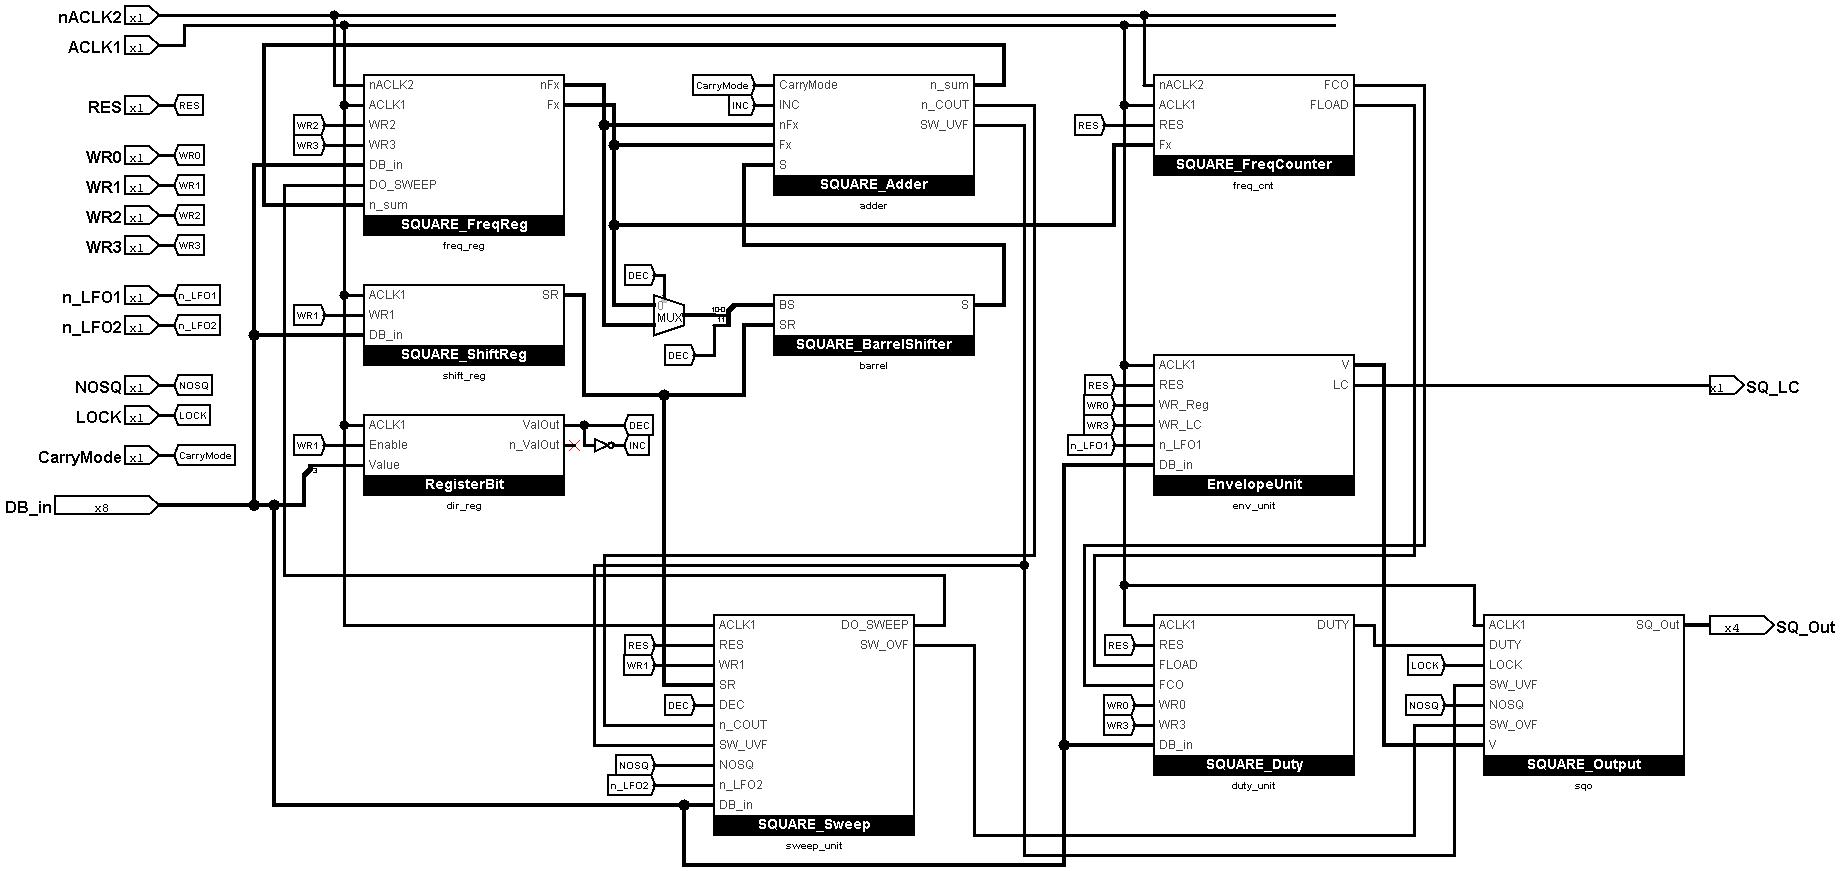 nACLK2 x1
ACLK1 x1
RES x1 RES
WR0 x1 WR0
WR1 x1 WR1
WR2 x1 WR2
WR3 x1 WR3
n_LFO1 x1 n_LFO1
n_LFO2 x1 n_LFO2
NOSQ x1 NOSQ
LOCK x1 LOCK
CarryMode x1 CarryMode
DB_in x8
nACLK2 nFx
ACLK1 Fx
WR2 WR2
WR3 WR3
DB_in
DO_SWEEP
n_sum
SQUARE_FreqReg
freq_reg
ACLK1 SR
WR1 WR1
DB_in
SQUARE_ShiftReg
shift_reg
ACLK1 ValOut DEC
WR1 Enable n_ValOut INC
3 Value
RegisterBit
dir_reg
CarryMode CarryMode n_sum
INC INC n_COUT
nFx SW_UVF
Fx
S
SQUARE_Adder
adder
DEC
0
MUX
10-0
11
DEC
BS S
SR
SQUARE_BarrelShifter
barrel
ACLK1 DO_SWEEP
RES RES SW_OVF
WR1 WR1
SR
DEC DEC
n_COUT
SW_UVF
NOSQ NOSQ
n_LFO2 n_LFO2
DB_in
SQUARE_Sweep
sweep_unit
nACLK2 FCO
ACLK1 FLOAD
RES RES
Fx
SQUARE_FreqCounter
freq_cnt
ACLK1 V
RES RES LC
WR0 WR_Reg
WR3 WR_LC
n_LFO1 n_LFO1
DB_in
EnvelopeUnit
env_unit
ACLK1 DUTY
RES RES
FLOAD
FCO
WR0 WR0
WR3 WR3
DB_in
SQUARE_Duty
duty_unit
ACLK1 SQ_Out
DUTY
LOCK LOCK
SW_UVF
NOSQ NOSQ
SW_OVF
V
SQUARE_Output
sqo
x1 SQ_LC
x4 SQ_Out